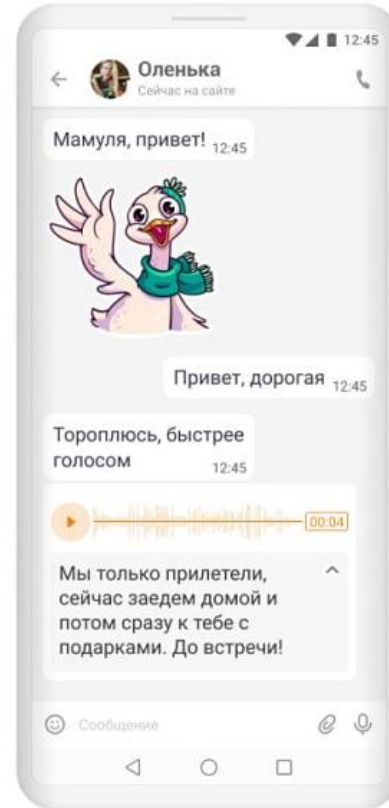 12:45
Оленька
Сейчас на сайте
Мамуля, привет! 12:45
Привет, дорогая 12:45
Тороплюсь, быстрее
голосом 12:45
00:04
Мы только прилетели,
сейчас заедем домой и
потом сразу к тебе с
подарками. До встречи!
Сообщение